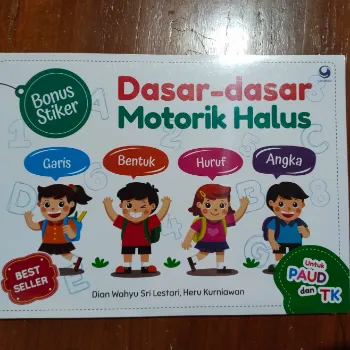 Bonus
Stiker
Dasar-dasar
Motorik Halus
Garis
Bentuk
Huruf
Angka
BEST
SELLER
Dian Wahyu Sri Lestari, Heru Kurniawan
Untuk
PAUD
dan TK